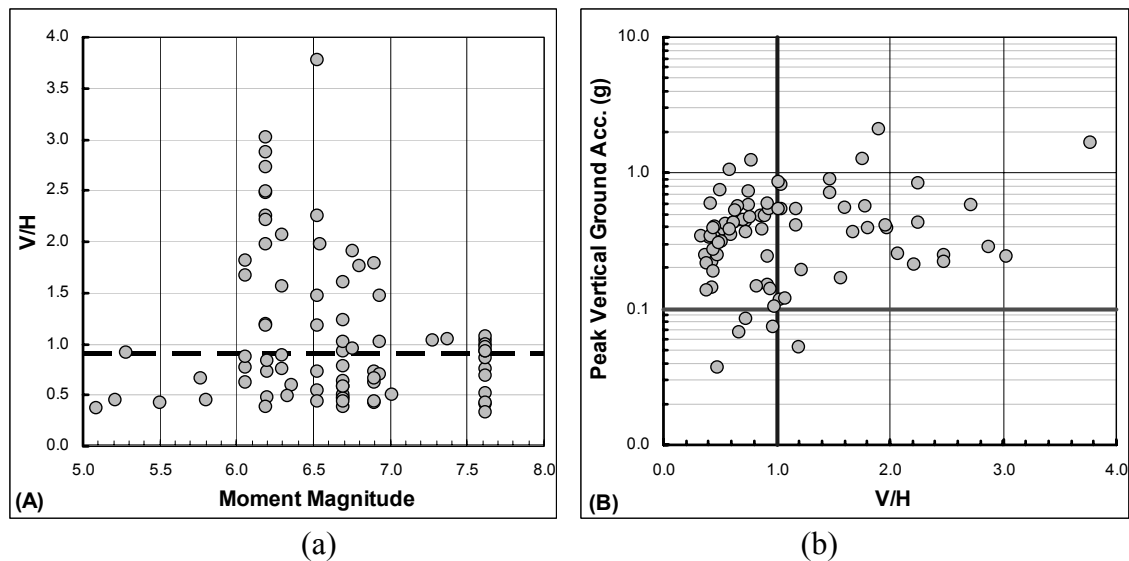 4.0
3.5
3.0
2.5
2.0
1.5
1.0
0.5
0.0
V/H
5.0 5.5 6.0 6.5 7.0 7.5 8.0
Moment Magnitude
(A)
(a)
10.0
1.0
0.1
0.0
Peak Vertical Ground Acc. (g)
0.0 1.0 2.0 3.0 4.0
V/H
(B)
(b)